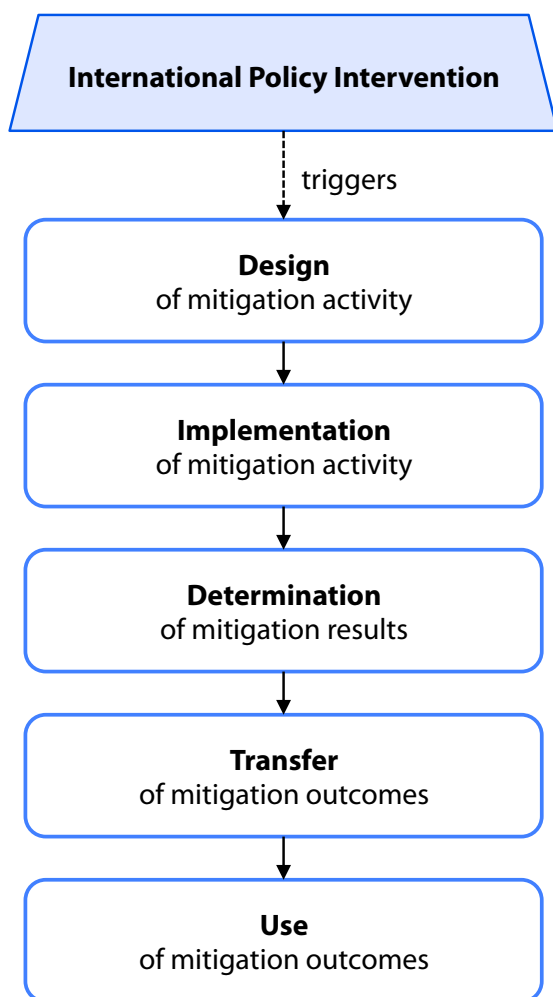 International Policy Intervention
triggers
Design
of mitigation activity
Implementation
of mitigation activity
Determination
of mitigation results
Transfer
of mitigation outcomes
Use
of mitigation outcomes